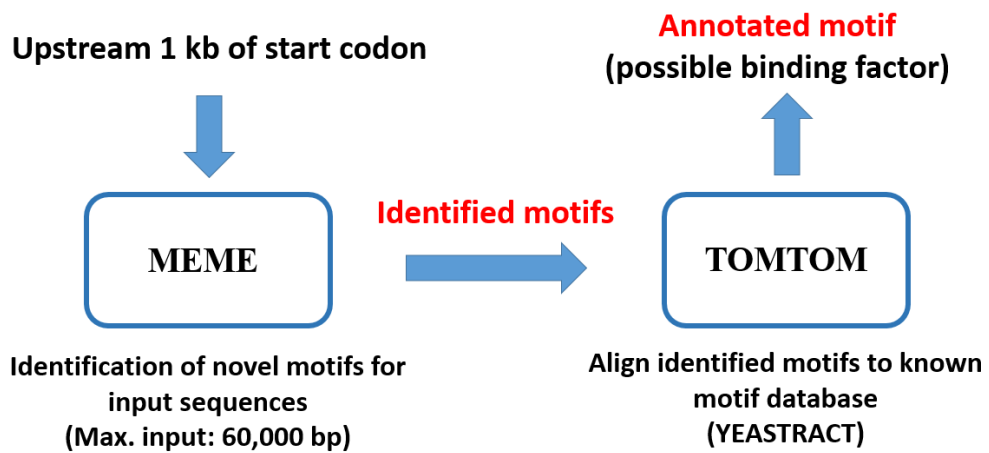 Upstream 1 kb of start codon
MEME
Identification of novel motifs for
input sequences
(Max. input: 60,000 bp)
Identified motifs
Annotated motif
(possible binding factor)
TOMTOM
Align identified motifs to known
motif database
(YEASTRACT)